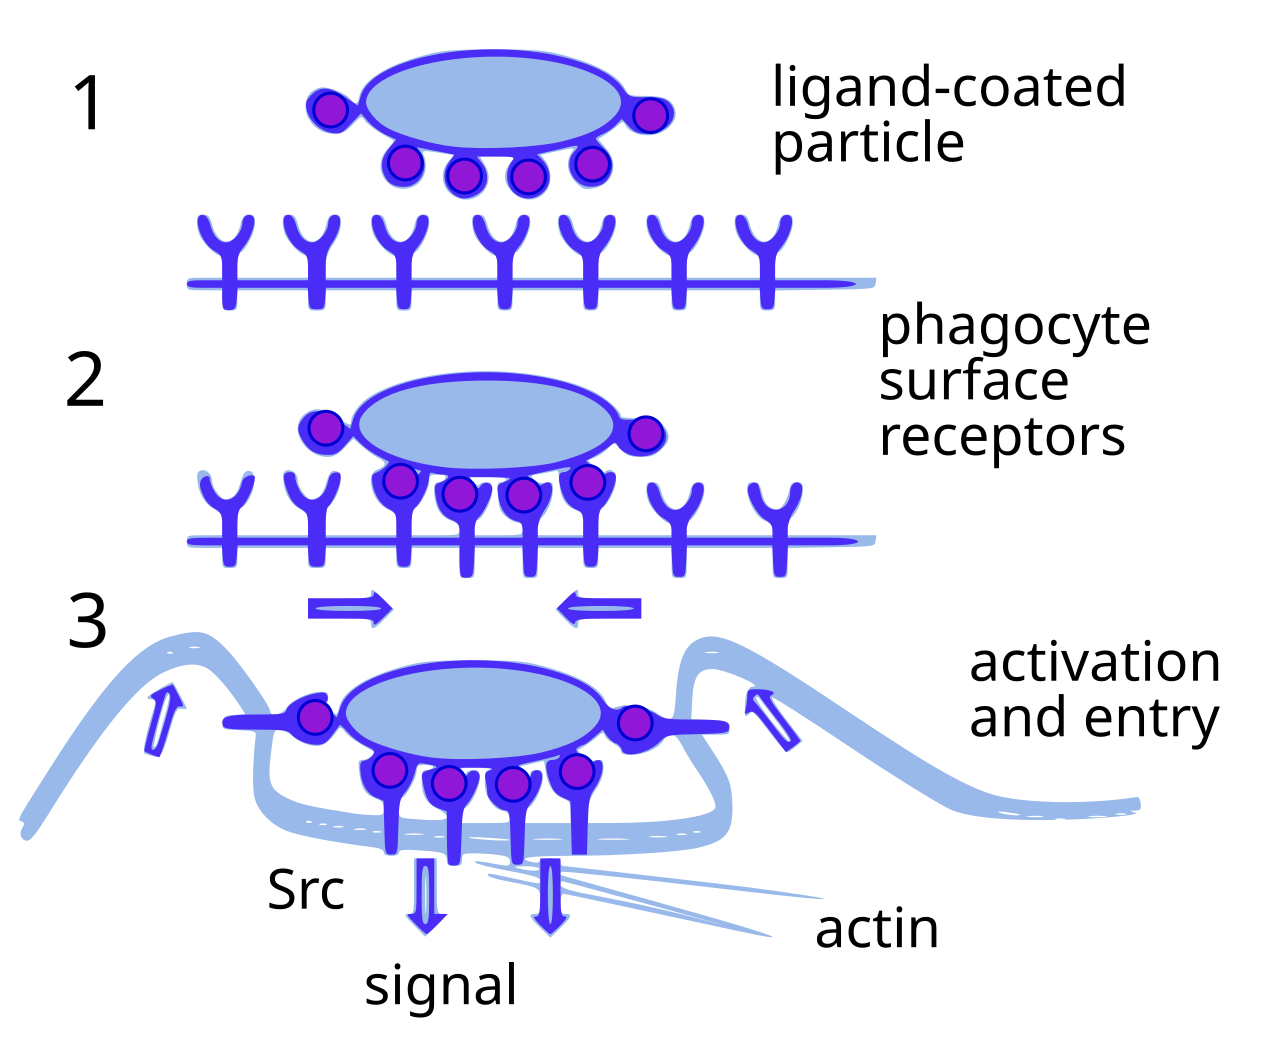 1
ligand-coated
particle
phagocyte
surface
receptors
2
3
activation
and entry
Src
actin
signal